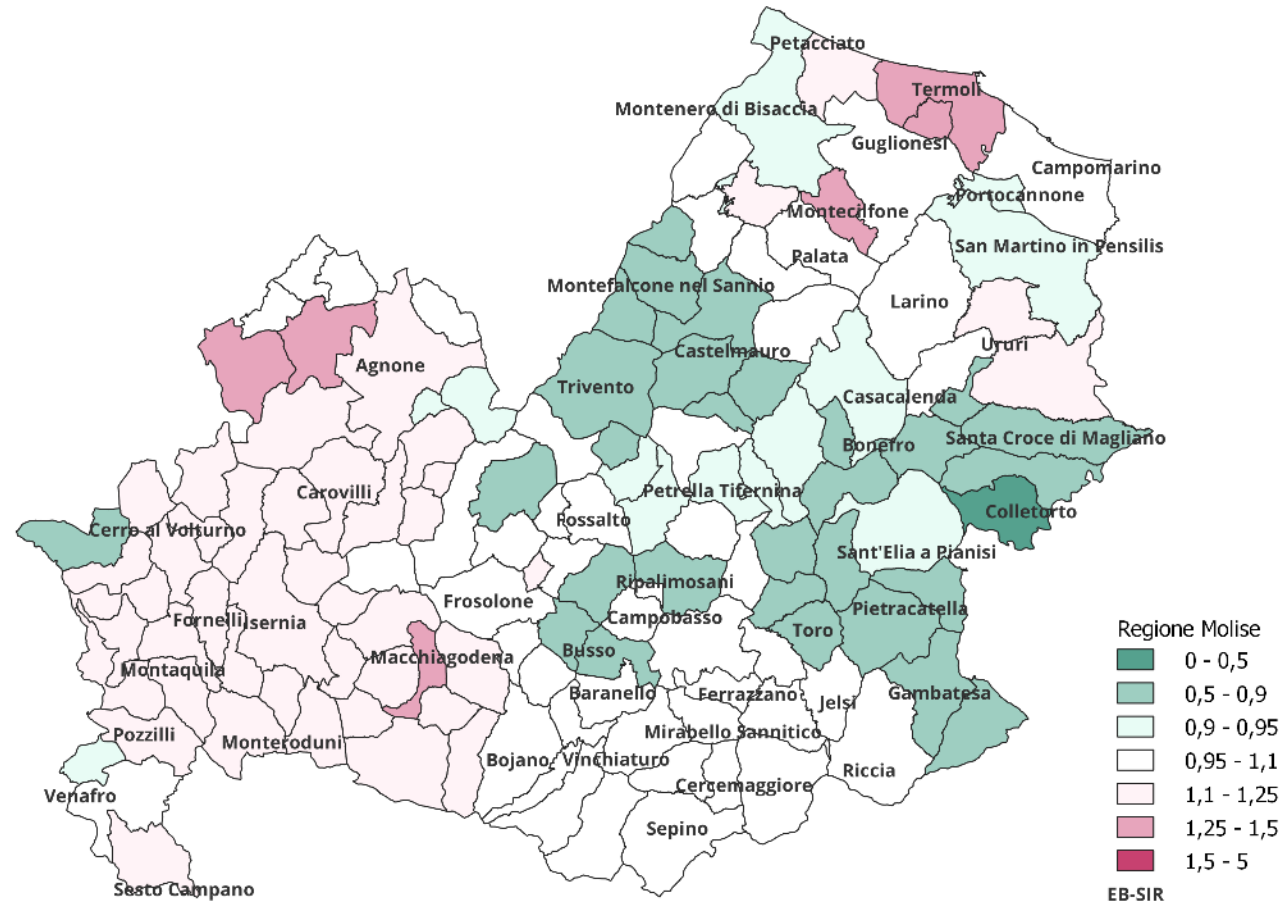 Petacciato
Termoli
Montenero di Bisaccia
Guglionesi
Campomarino
Portocannone
Montecilfone
San Martino in Pensilis
Palata
Montefalcone nel Sannio
Larino
Ururi
Castelmauro
Agnone
Trivento
Casacalenda
Santa Croce di Magliano
Bonefro
Carovilli
Petrella Tifernina
Colletorto
Fossalto
Cerro al Volturno
Sant'Elia a Pianisi
Ripalimosani
Frosolone
Pietracatella
Campobasso
Fornelli
Isernia
Toro
Regione Molise
Busso
Macchiagodena
0 - 0,5
Montaquila
0,5 - 0,9
Baranello
Ferrazzano
Gambatesa
Jelsi
0,9 - 0,95
Pozzilli
Mirabello Sannitico
Monteroduni
0,95 - 1,1
Bojano
Vinchiaturo
Riccia
Cercemaggiore
1,1 - 1,25
Venafro
Sepino
1,25 - 1,5
1,5 - 5
Sesto Campano
EB-SIR